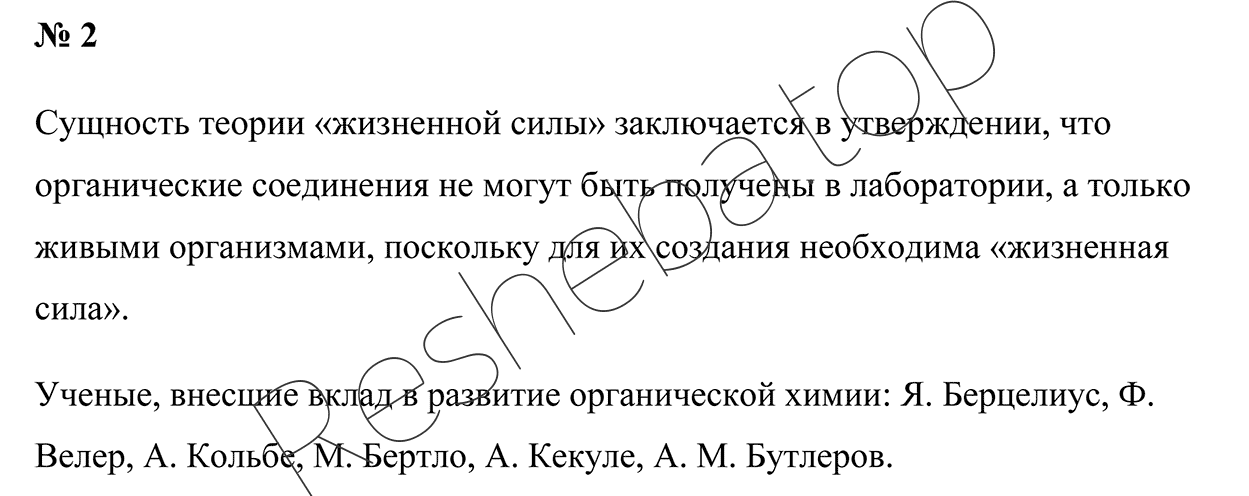 № 2
Сущность теории «жизненной силы» заключается в утверждении, что
органические соединения не могут быть получены в лаборатории, а только
живыми организмами, поскольку для их создания необходима «жизненная
сила».
Ученые, внесшие вклад в развитие органической химии: Я. Берцелиус, Ф.
Велер, А. Кольбе, М. Бертло, А. Кекуле, А. М. Бутлеров.
Resheba top